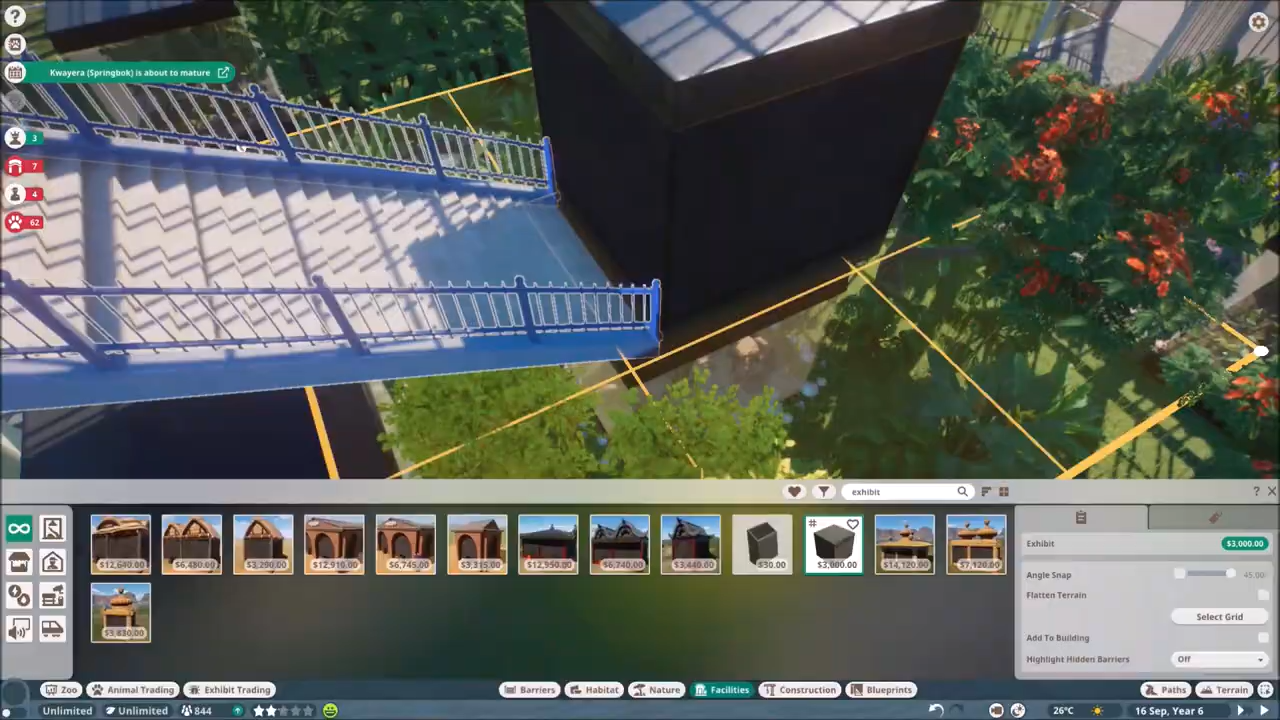 ?
Kwayera (Springbok) is about to mature
3
7
4
62
exhibit
? X
$12,640.00 $6,480.00 $3,290.00 $12,910.00 $6,745.00 $3,315.00 $12,950.00 $6,740.00 $3,440.00 $30.00 # $3,000.00 $14,120.00 $7,120.00
$3,830.00
Exhibit $3,000.00
Angle Snap 45.00
Flatten Terrain
Select Grid
Add To Building
Highlight Hidden Barriers Off
Zoo Animal Trading Exhibit Trading Barriers Habitat Nature Facilities Construction Blueprints Paths Terrain
Unlimited Unlimited 844 26°C 16 Sep, Year 6